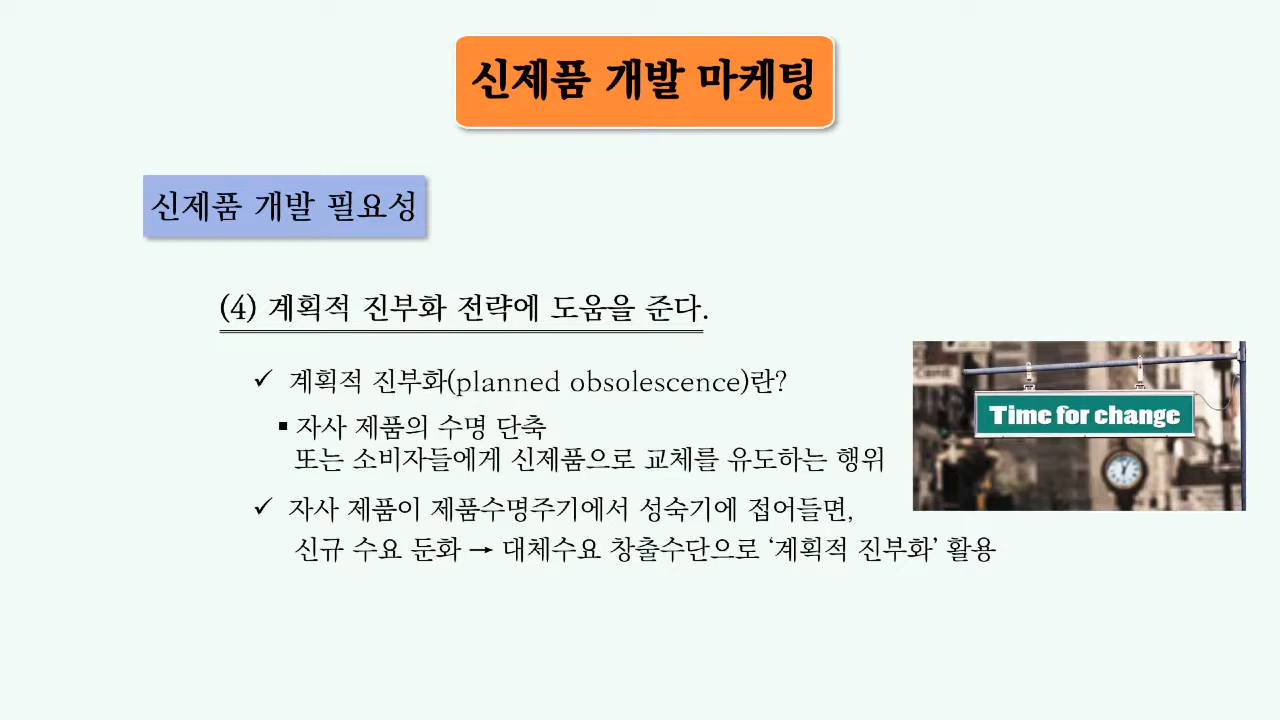 신제품 개발 마케팅
신제품 개발 필요성
(4) 계획적 진부화 전략에 도움을 준다.
✓ 계획적 진부화(planned obsolescence)란?
▪ 자사 제품의 수명 단축
또는 소비자들에게 신제품으로 교체를 유도하는 행위
Time for change
✓ 자사 제품이 제품수명주기에서 성숙기에 접어들면,
신규 수요 둔화 → 대체수요 창출수단으로 ‘계획적 진부화’ 활용